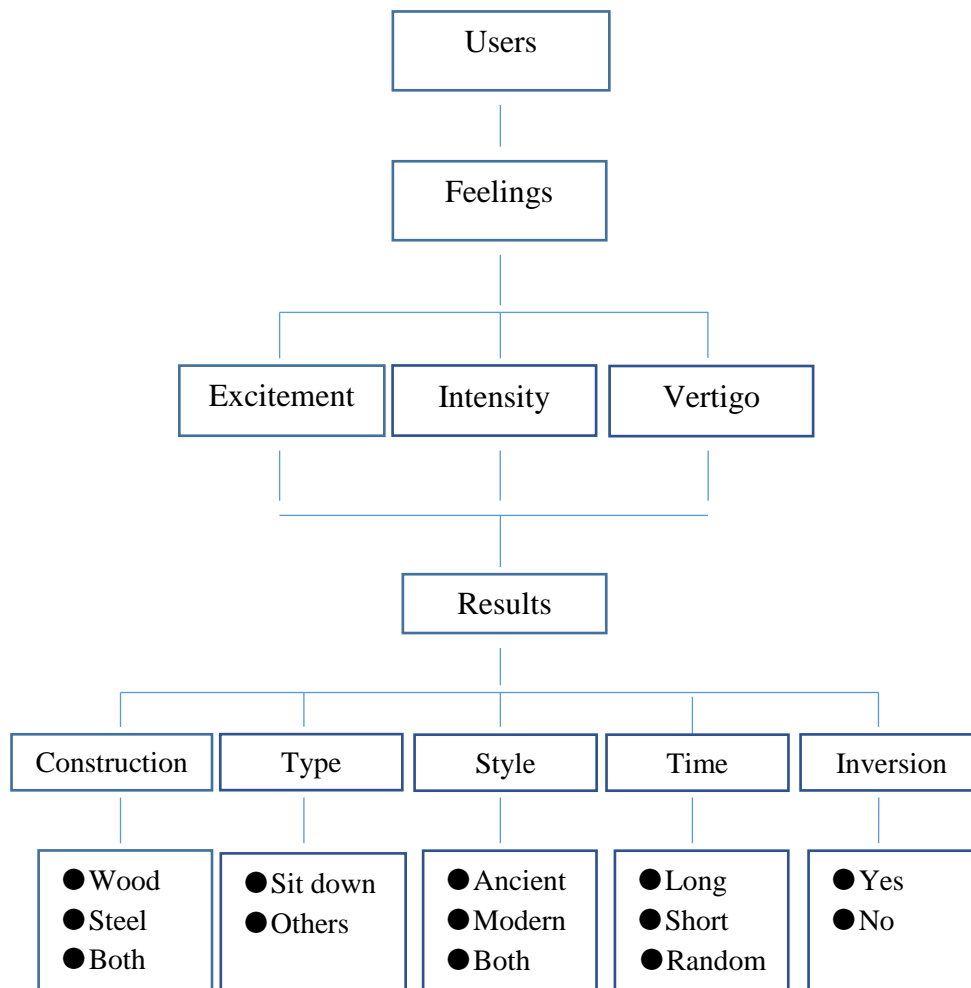 Users
Feelings
Excitement
Intensity
Vertigo
Results
Construction
Type
Style
Time
Inversion
●Wood
●Steel
●Both
●Sit down
●Others
●Ancient
●Modern
●Both
●Long
●Short
●Random
●Yes
●No